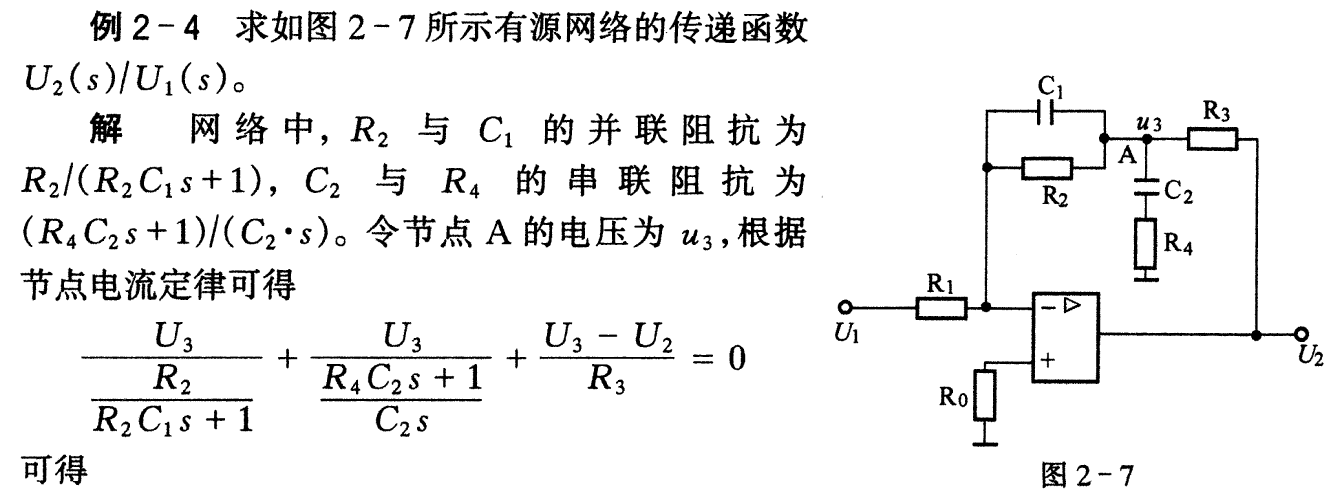 例 2-4 求如图 2-7 所示有源网络的传递函数
U₂(s)/U₁(s)。
解 网络中, R₂ 与 C₁ 的并联阻抗为
R₂/(R₂C₁s+1), C₂ 与 R₄ 的串联阻抗为
(R₄C₂s+1)/(C₂·s)。令节点 A 的电压为 u₃,根据
节点电流定律可得
U₃/(R₂/(R₂C₁s + 1)) + U₃/((R₄C₂s + 1)/(C₂s)) + (U₃ - U₂)/R₃ = 0
可得
C₁
u₃
R₃
A
R₂
C₂
R₄
R₁
U₁
-
▷
+
U₂
R₀
图 2-7